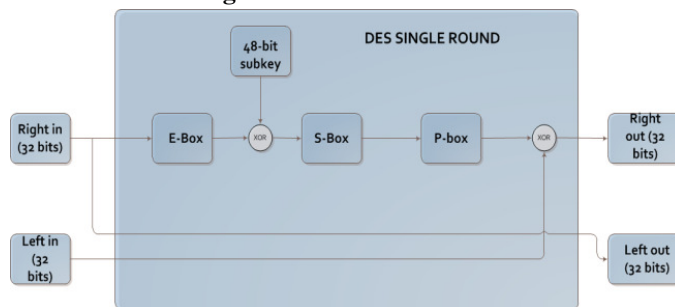 DES SINGLE ROUND
48-bit
subkey
Right in
(32 bits)
E-Box
XOR
S-Box
P-box
XOR
Right
out (32
bits)
Left in
(32
bits)
Left out
(32 bits)